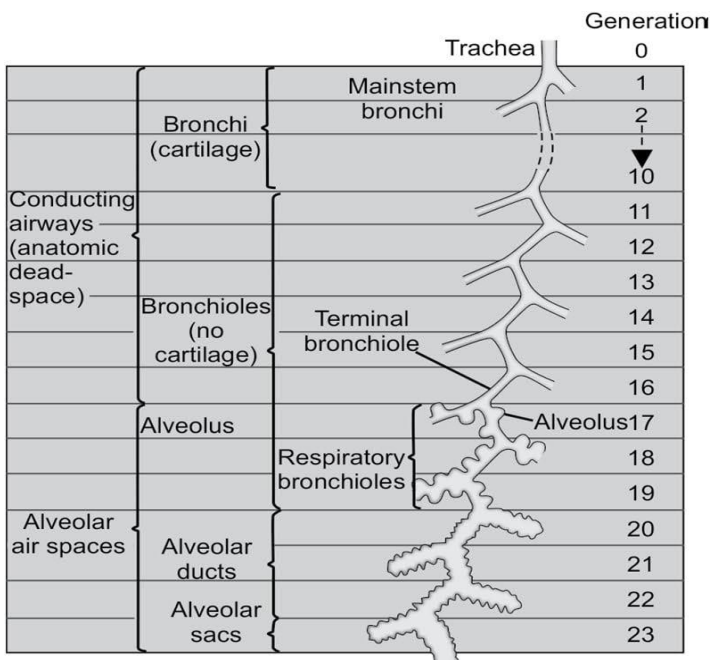 Generation
Trachea 0
Mainstem
bronchi
1
2
10
Bronchi
(cartilage)
Conducting
airways
(anatomic
dead-
space)
11
12
13
14
15
16
Bronchioles
(no
cartilage)
Terminal
bronchiole
Alveolus
Alveolus17
18
19
Respiratory
bronchioles
Alveolar
air spaces
Alveolar
ducts
20
21
22
Alveolar
sacs
23